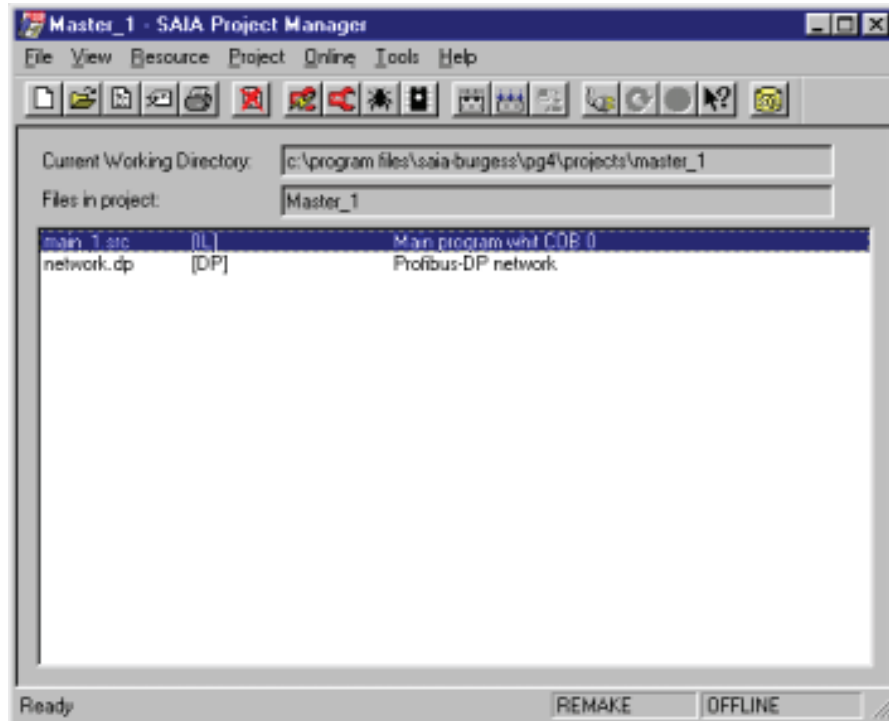 Master_1 - SAIA Project Manager
File View Resource Project Online Tools Help
Current Working Directory: c:\program files\saia-burgess\pg4\projects\master_1
Files in project: Master_1
main_1.src [IL] Main program whit COB 0
network.dp [DP] Profibus-DP network
Ready REMAKE OFFLINE